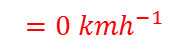 = 0 kmh⁻¹